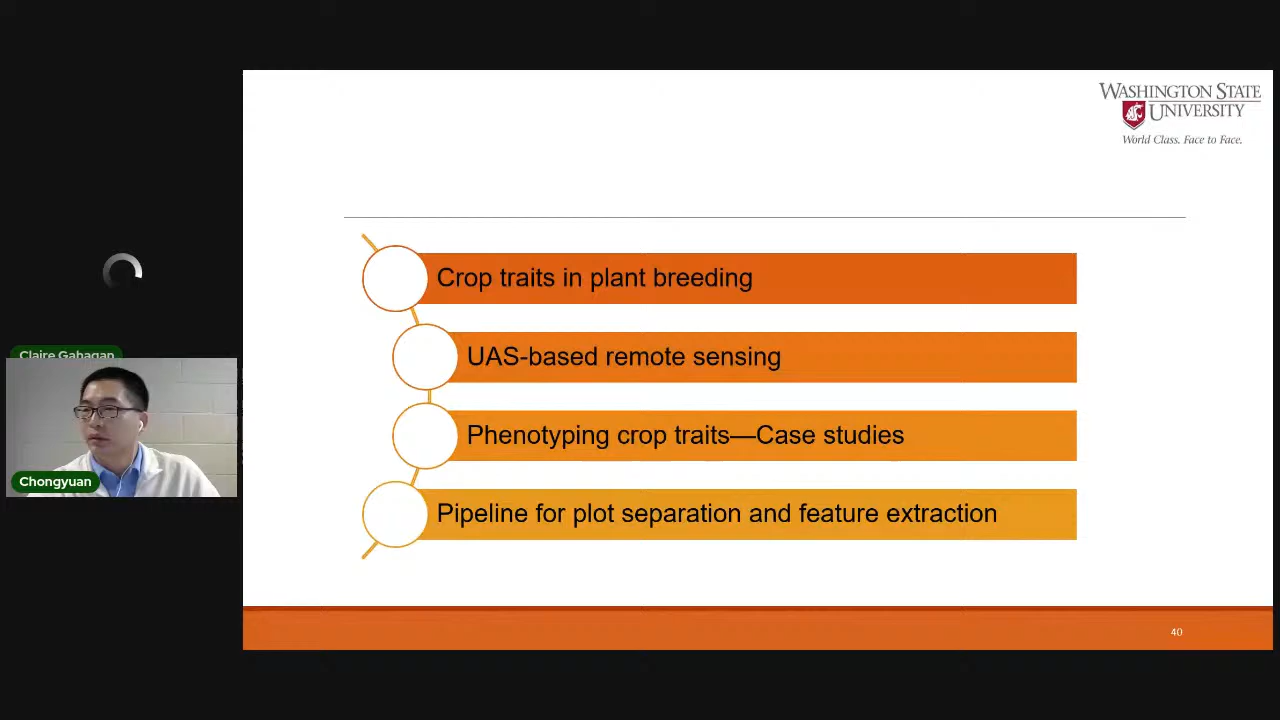 WASHINGTON STATE
UNIVERSITY
World Class. Face to Face.
Crop traits in plant breeding
UAS-based remote sensing
Phenotyping crop traits—Case studies
Pipeline for plot separation and feature extraction
40
Claire Gahagan
Chongyuan